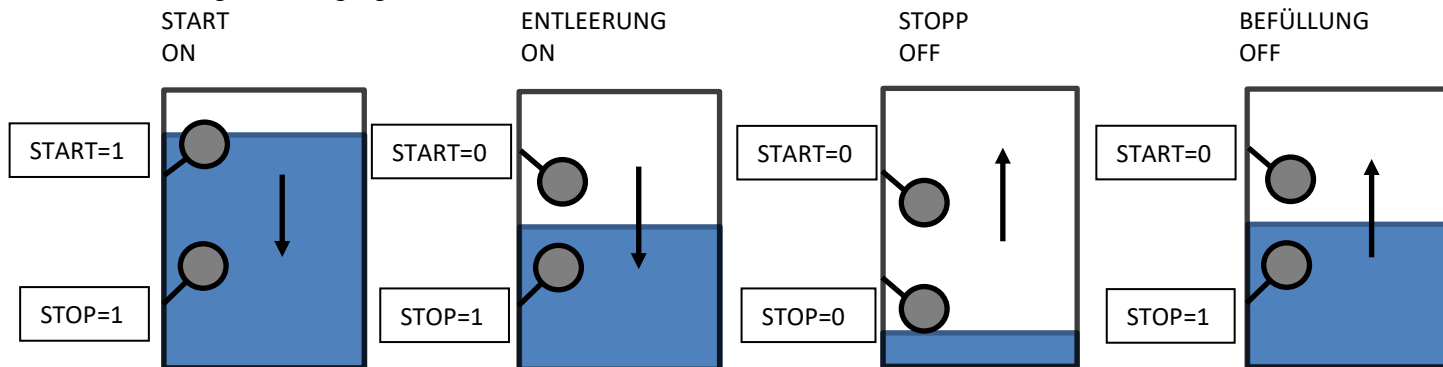 START
ON
ENTLEERUNG
ON
STOPP
OFF
BEFÜLLUNG
OFF
START=1
START=0
START=0
START=0
STOP=1
STOP=1
STOP=0
STOP=1